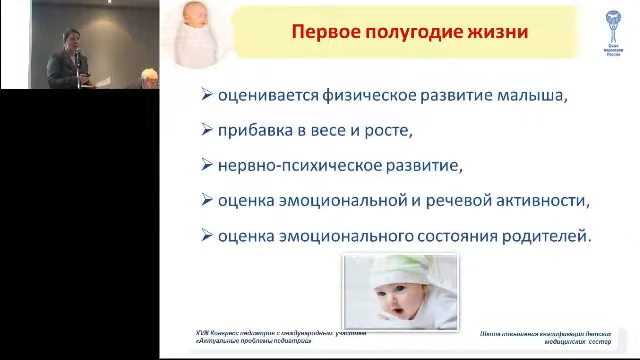 Первое полугодие жизни
оценивается физическое развитие малыша,
прибавка в весе и росте,
нервно-психическое развитие,
оценка эмоциональной и речевой активности,
оценка эмоционального состояния родителей.
XVIII Конгресс педиатров с международным участием
«Актуальные проблемы педиатрии»
Школа повышения квалификации детских
медицинских сестер